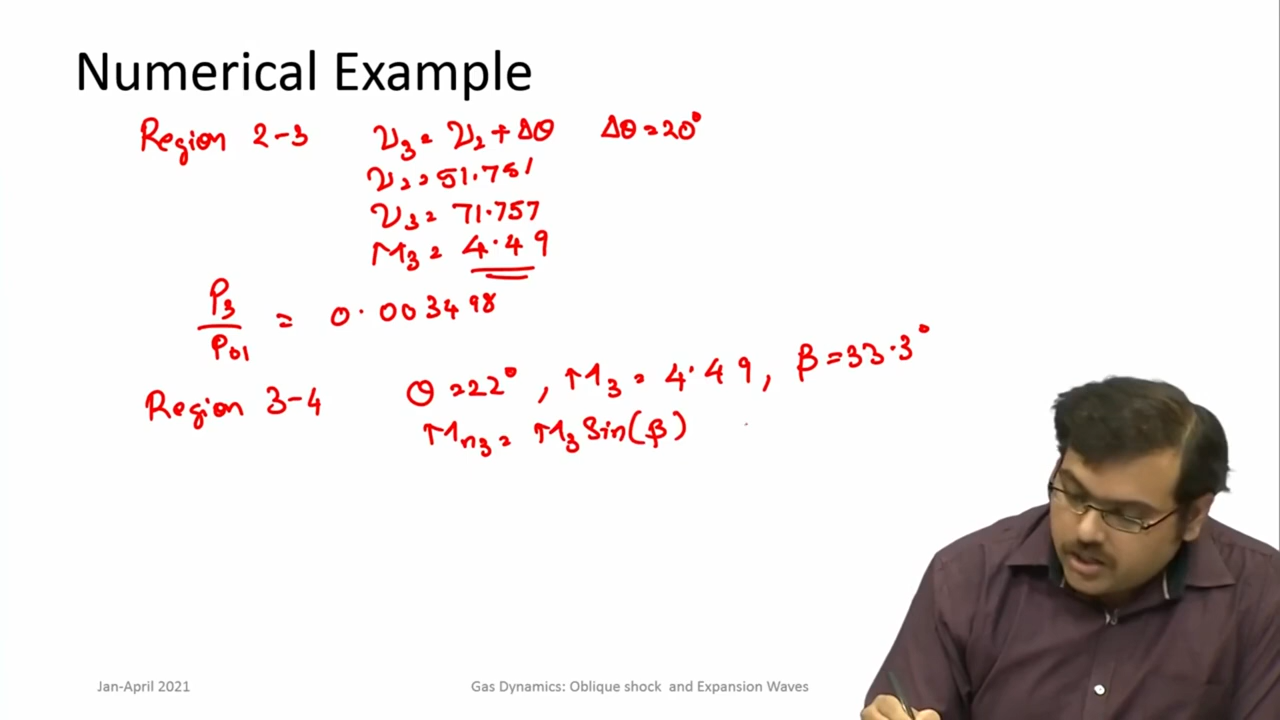 Numerical Example
Region 2-3 ν₃ = ν₂ + Δθ Δθ = 20°
ν₂ = 51.751
ν₃ = 71.757
M₃ = 4.49
P₃/P₀₁ = 0.003498
Region 3-4 θ = 22°, M₃ = 4.49, β = 33.3°
Mn₃ = M₃ Sin(β)
Jan-April 2021 Gas Dynamics: Oblique shock and Expansion Waves